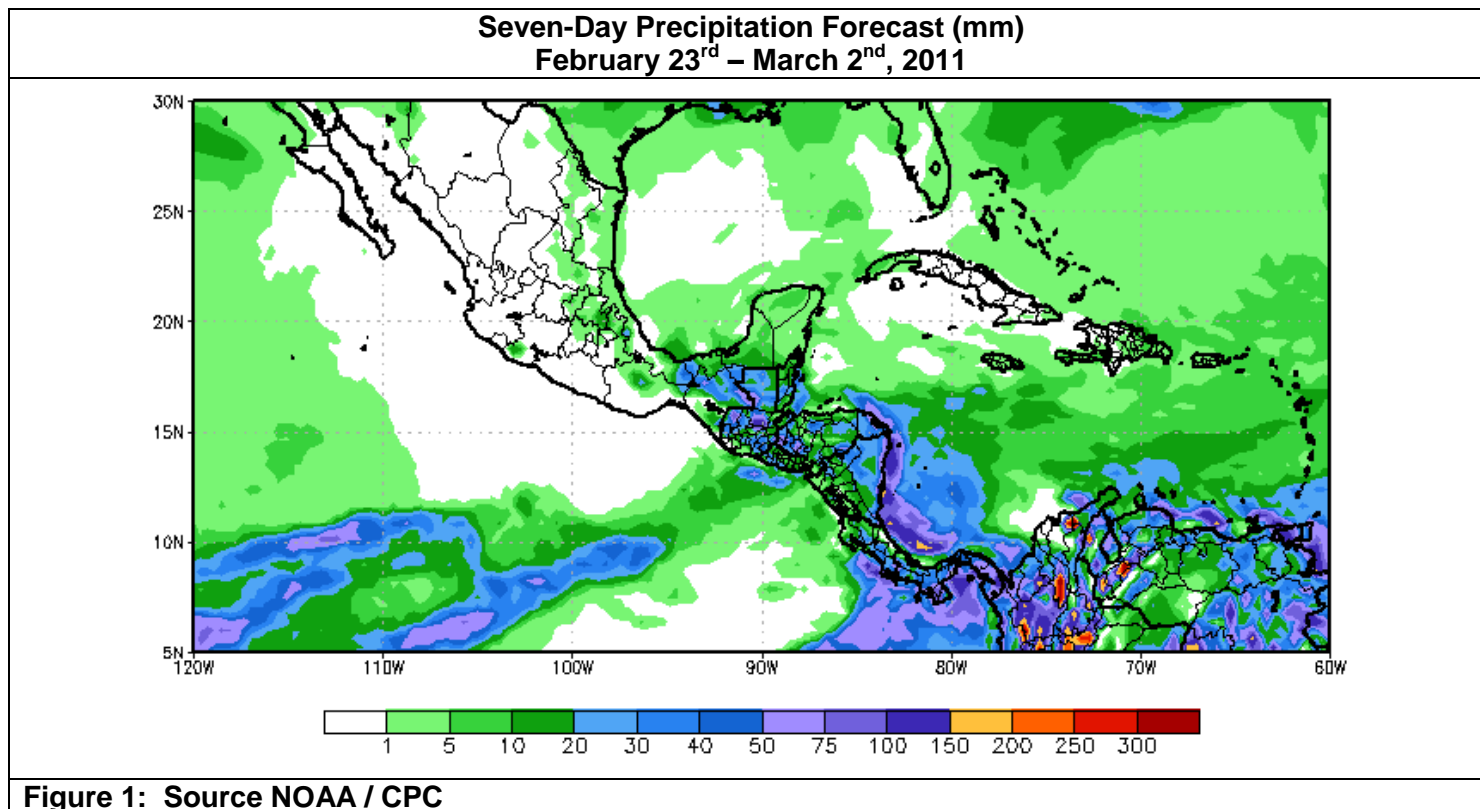 Seven-Day Precipitation Forecast (mm)
February 23rd – March 2nd, 2011
30N
25N
20N
15N
10N
5N
120W 110W 100W 90W 80W 70W 60W
1 5 10 20 30 40 50 75 100 150 200 250 300
Figure 1: Source NOAA / CPC